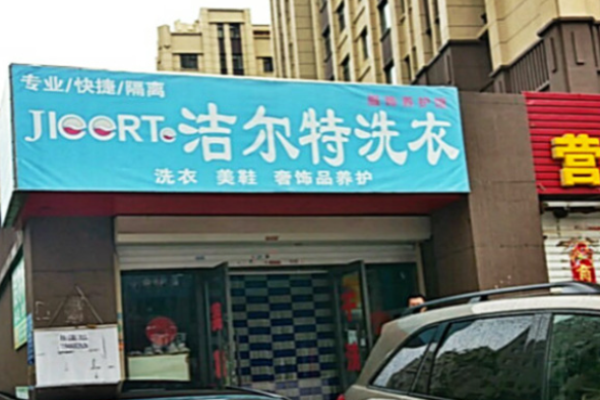 专业/快捷/隔离
JIEERT
洁尔特洗衣
洗衣 美鞋 奢饰品养护
营